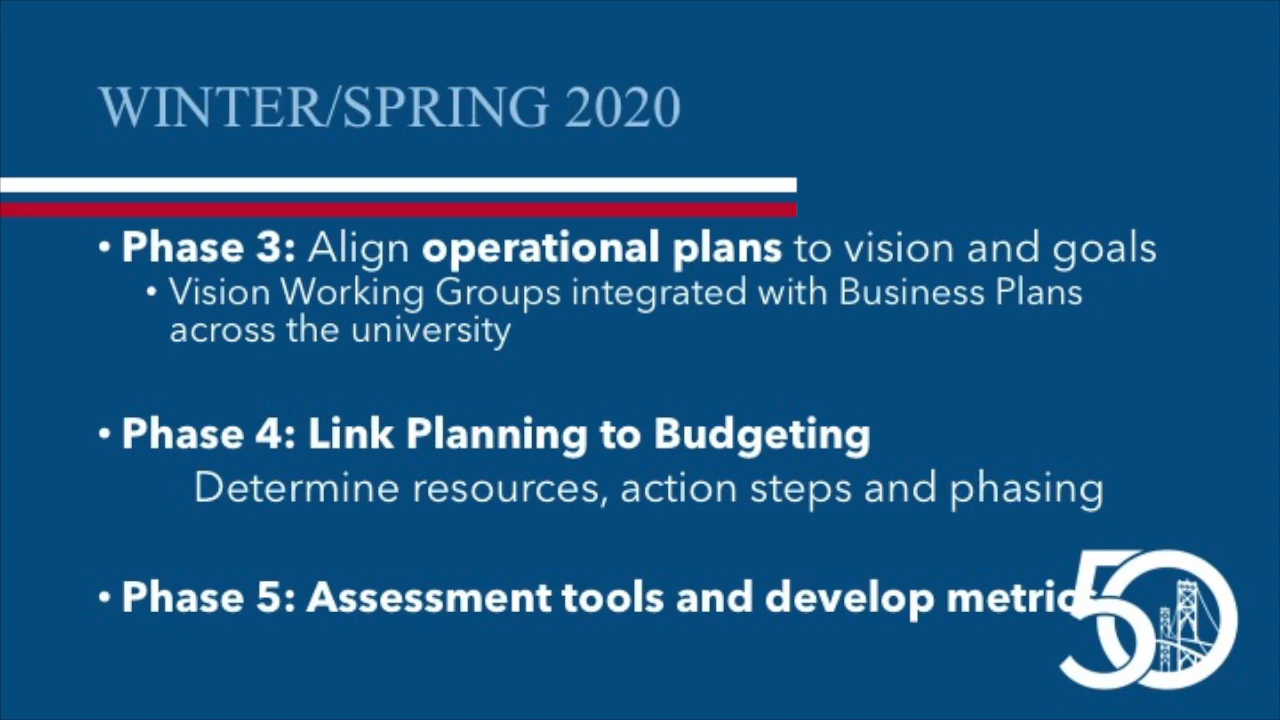 WINTER/SPRING 2020
• Phase 3: Align operational plans to vision and goals
• Vision Working Groups integrated with Business Plans
across the university
• Phase 4: Link Planning to Budgeting
Determine resources, action steps and phasing
• Phase 5: Assessment tools and develop metrics
50